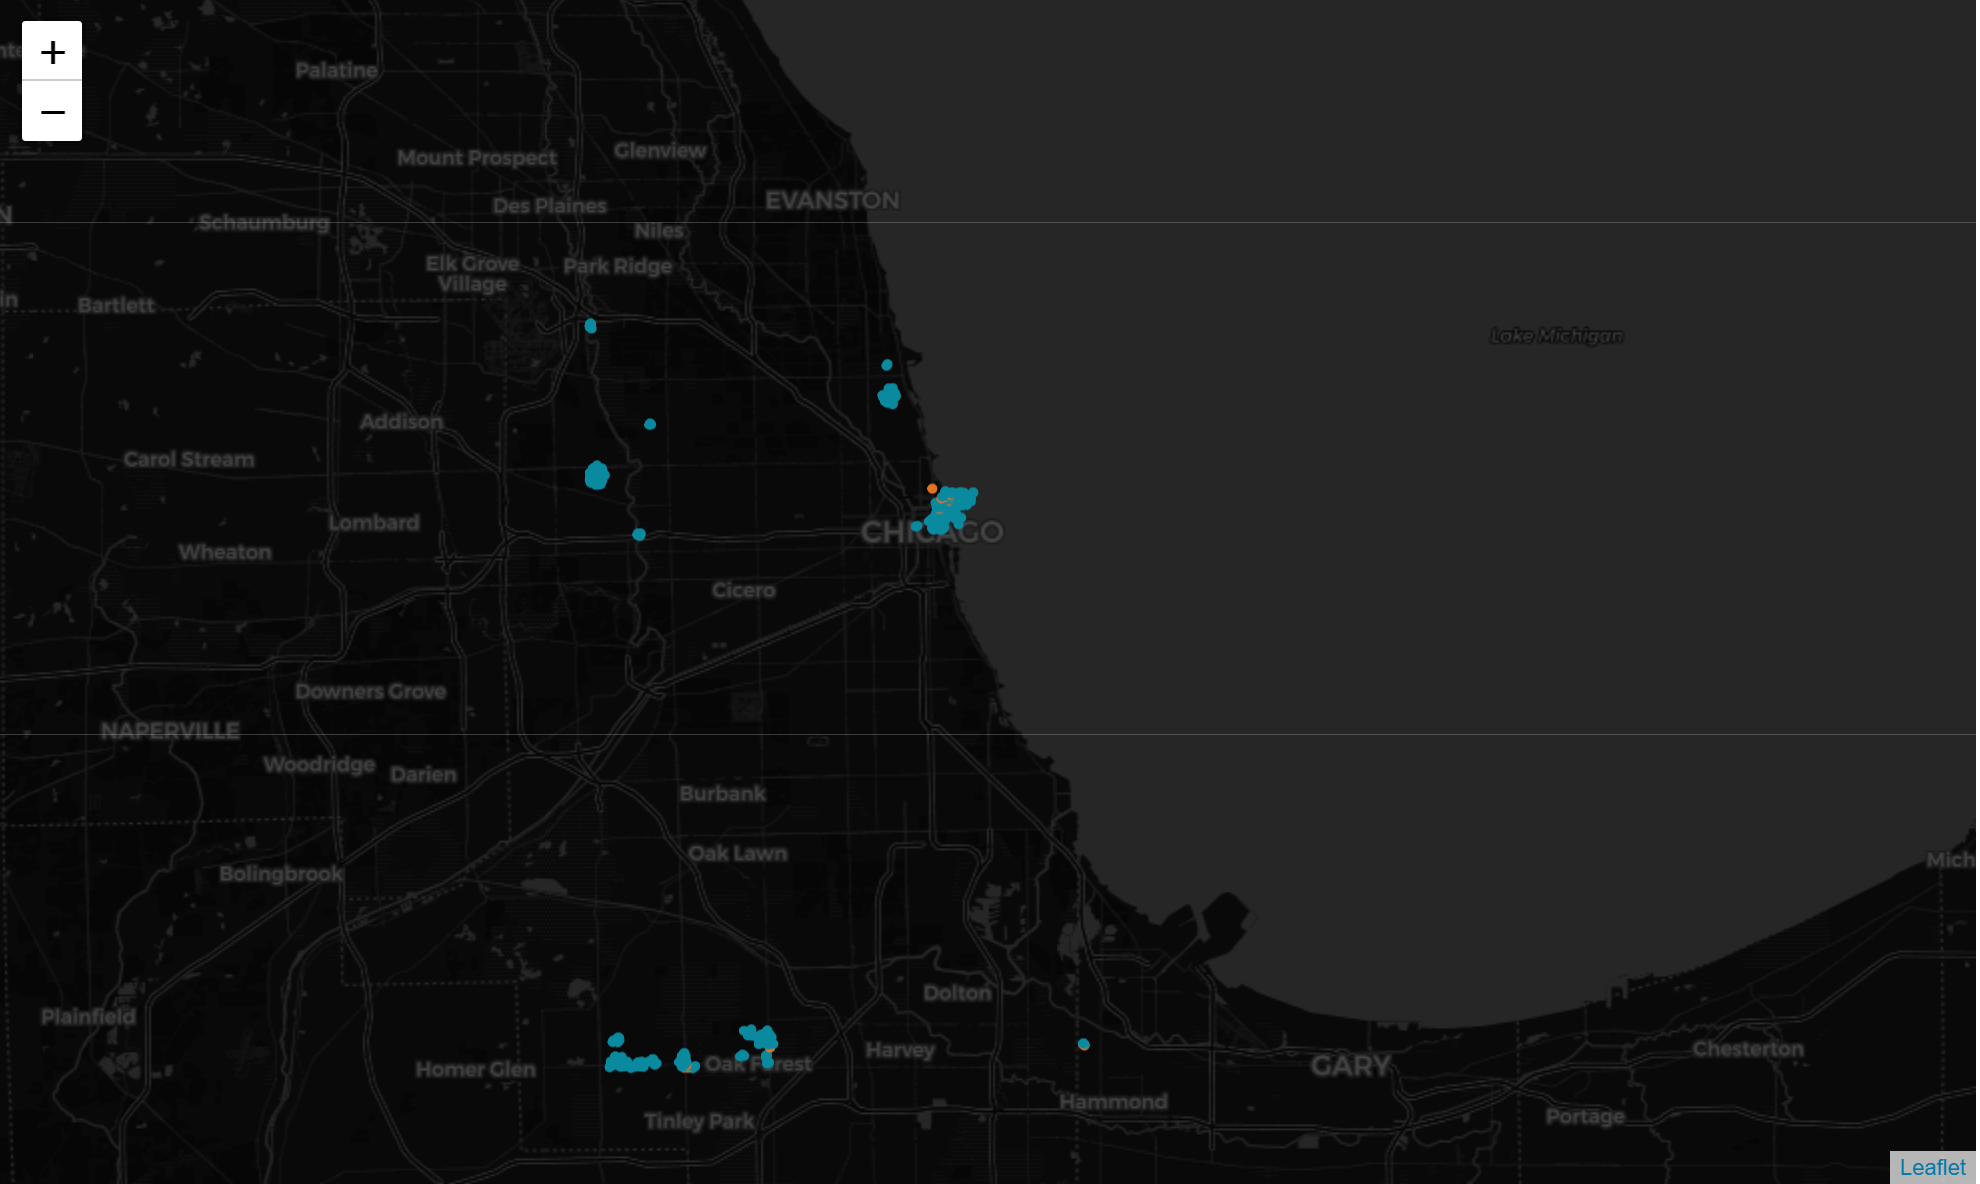 +
−
Palatine
Mount Prospect
Glenview
Des Plaines
EVANSTON
Schaumburg
Niles
Elk Grove
Village
Park Ridge
Bartlett
Lake Michigan
Addison
Carol Stream
Lombard
CHICAGO
Wheaton
Cicero
Downers Grove
NAPERVILLE
Woodridge
Darien
Burbank
Oak Lawn
Bolingbrook
Mich
Dolton
Plainfield
Harvey
Chesterton
Homer Glen
Oak Forest
GARY
Hammond
Portage
Tinley Park
Leaflet